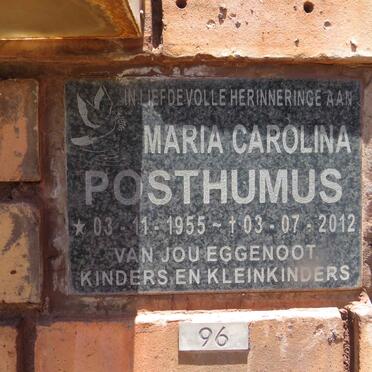 IN LIEFDEVOLLE HERINNERINGE AAN
MARIA CAROLINA
POSTHUMUS
★ 03-11-1955 ~ ✝ 03-07-2012
VAN JOU EGGENOOT
KINDERS EN KLEINKINDERS
96